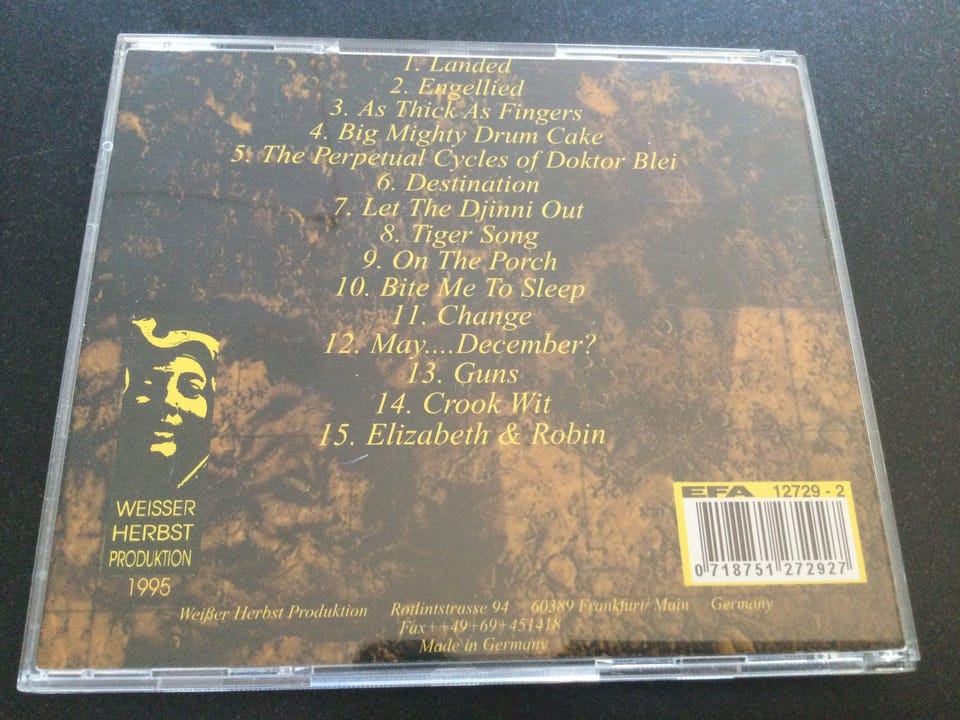 1. Landed
2. Engellied
3. As Thick As Fingers
4. Big Mighty Drum Cake
5. The Perpetual Cycles of Doktor Blei
6. Destination
7. Let The Djinni Out
8. Tiger Song
9. On The Porch
10. Bite Me To Sleep
11. Change
12. May....December?
13. Guns
14. Crook Wit
15. Elizabeth & Robin
WEISSER
HERBST
PRODUKTION
1995
EFA 12729 - 2
0 718751 272927
Weißer Herbst Produktion Rotlintstrasse 94 60389 Frankfurt/ Main Germany
Fax++49+69+451418
Made in Germany